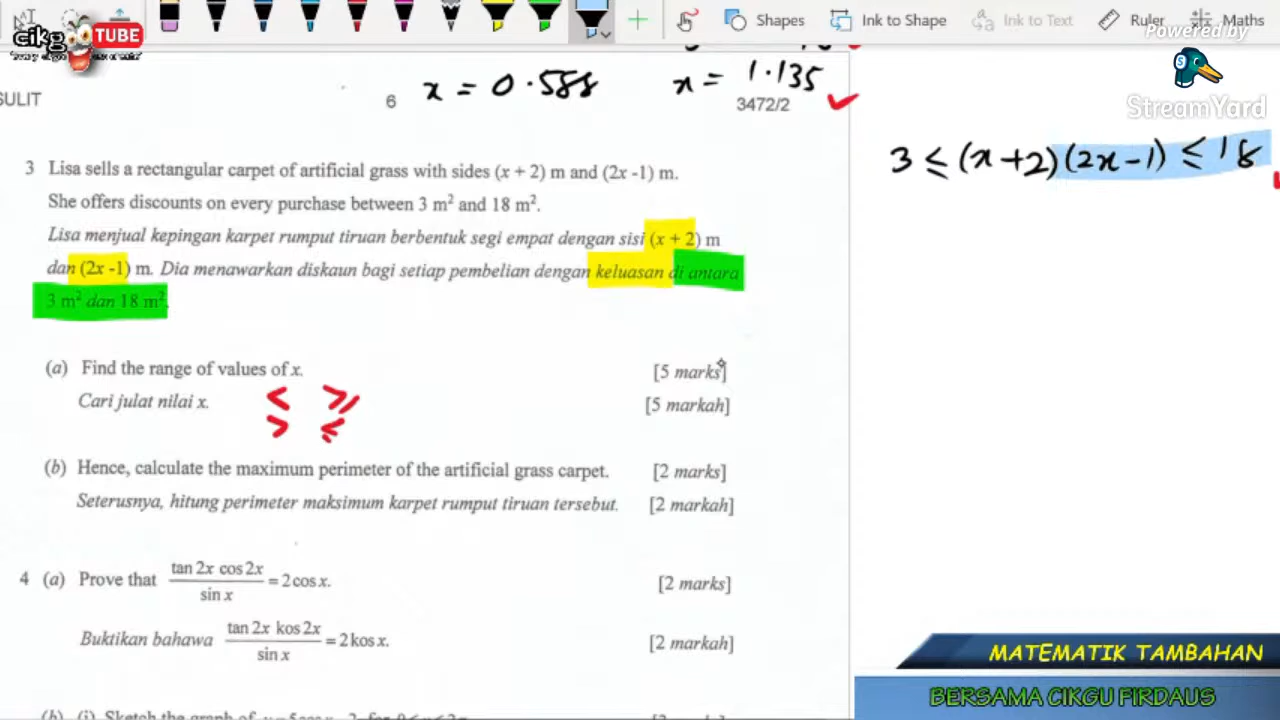 Shapes Ink to Shape Ink to Text Ruler Maths
Powered by
cikg TUBE
StreamYard
x = 0.588 x = 1.135
SULIT 6 3472/2
3 ≤ (x+2)(2x-1) ≤ 18
3 Lisa sells a rectangular carpet of artificial grass with sides (x + 2) m and (2x -1) m.
She offers discounts on every purchase between 3 m² and 18 m².
Lisa menjual kepingan karpet rumput tiruan berbentuk segi empat dengan sisi (x + 2) m
dan (2x -1) m. Dia menawarkan diskaun bagi setiap pembelian dengan keluasan di antara
3 m² dan 18 m².
(a) Find the range of values of x. [5 marks]
Cari julat nilai x. [5 markah]
< ≥
> ≤
(b) Hence, calculate the maximum perimeter of the artificial grass carpet. [2 marks]
Seterusnya, hitung perimeter maksimum karpet rumput tiruan tersebut. [2 markah]
4 (a) Prove that tan 2x cos 2x / sin x = 2 cos x. [2 marks]
Buktikan bahawa tan 2x kos 2x / sin x = 2 kos x. [2 markah]
MATEMATIK TAMBAHAN
BERSAMA CIKGU FIRDAUS